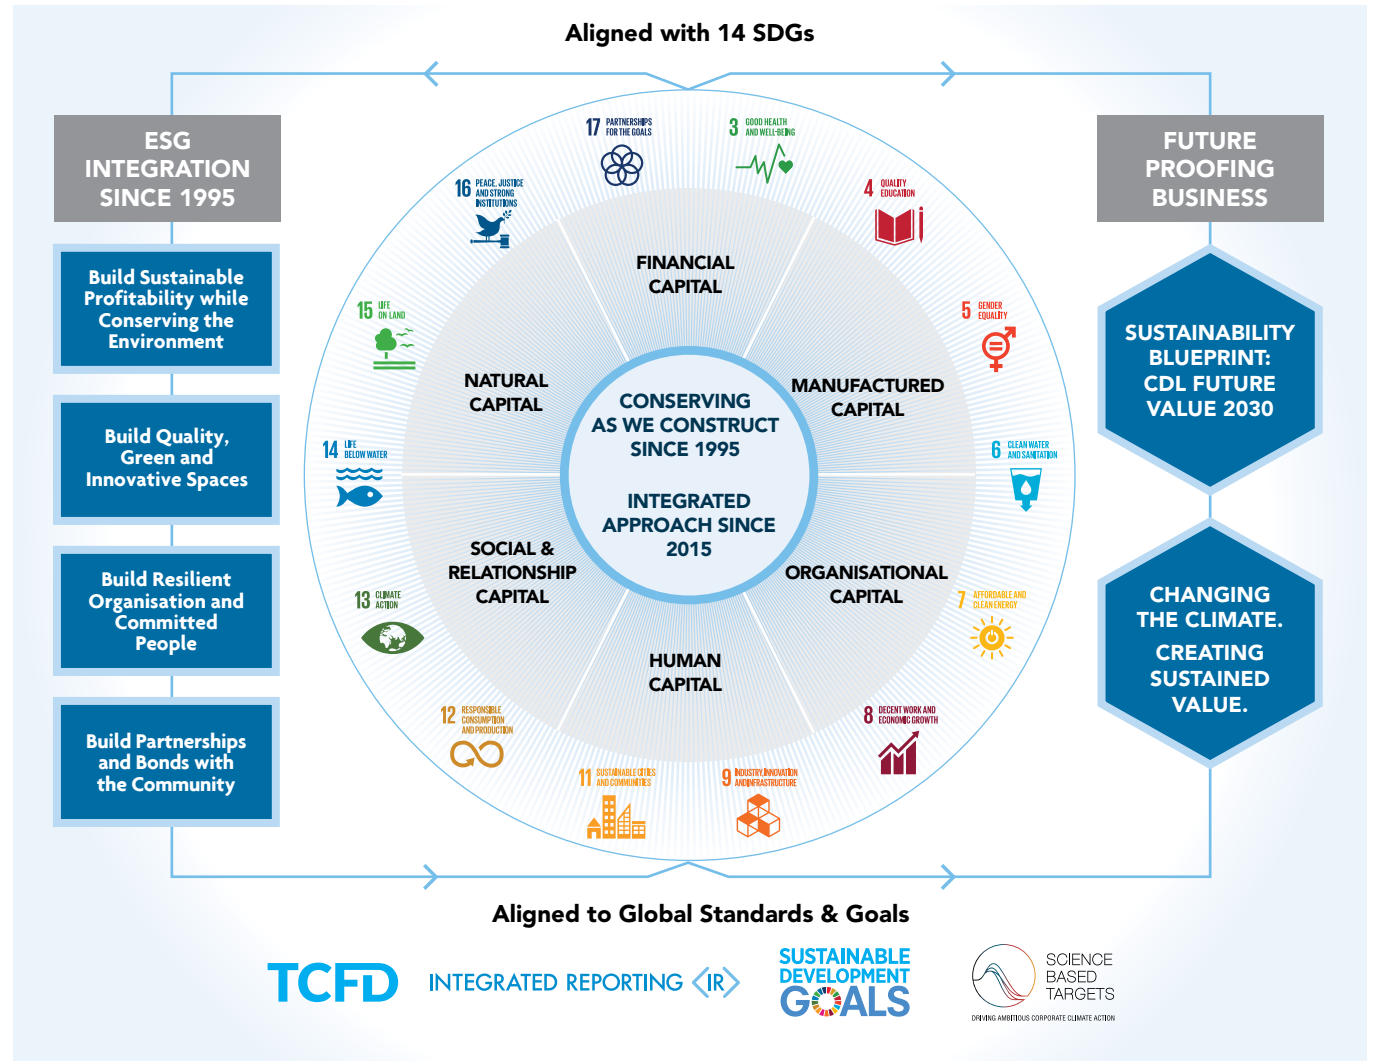 Aligned with 14 SDGs
ESG
INTEGRATION
SINCE 1995
Build Sustainable
Profitability while
Conserving the
Environment
Build Quality,
Green and
Innovative Spaces
Build Resilient
Organisation and
Committed
People
Build Partnerships
and Bonds with
the Community
17 PARTNERSHIPS
FOR THE GOALS
3 GOOD HEALTH
AND WELL-BEING
4 QUALITY
EDUCATION
5 GENDER
EQUALITY
6 CLEAN WATER
AND SANITATION
7 AFFORDABLE AND
CLEAN ENERGY
8 DECENT WORK AND
ECONOMIC GROWTH
9 INDUSTRY, INNOVATION
AND INFRASTRUCTURE
11 SUSTAINABLE CITIES
AND COMMUNITIES
12 RESPONSIBLE
CONSUMPTION
AND PRODUCTION
13 CLIMATE
ACTION
14 LIFE
BELOW WATER
15 LIFE
ON LAND
16 PEACE, JUSTICE
AND STRONG
INSTITUTIONS
FINANCIAL
CAPITAL
MANUFACTURED
CAPITAL
ORGANISATIONAL
CAPITAL
HUMAN
CAPITAL
SOCIAL &
RELATIONSHIP
CAPITAL
NATURAL
CAPITAL
CONSERVING
AS WE CONSTRUCT
SINCE 1995
INTEGRATED
APPROACH SINCE
2015
FUTURE
PROOFING
BUSINESS
SUSTAINABILITY
BLUEPRINT:
CDL FUTURE
VALUE 2030
CHANGING
THE CLIMATE.
CREATING
SUSTAINED
VALUE.
Aligned to Global Standards & Goals
TCFD
INTEGRATED REPORTING <IR>
SUSTAINABLE
DEVELOPMENT
GOALS
SCIENCE
BASED
TARGETS
DRIVING AMBITIOUS CORPORATE CLIMATE ACTION